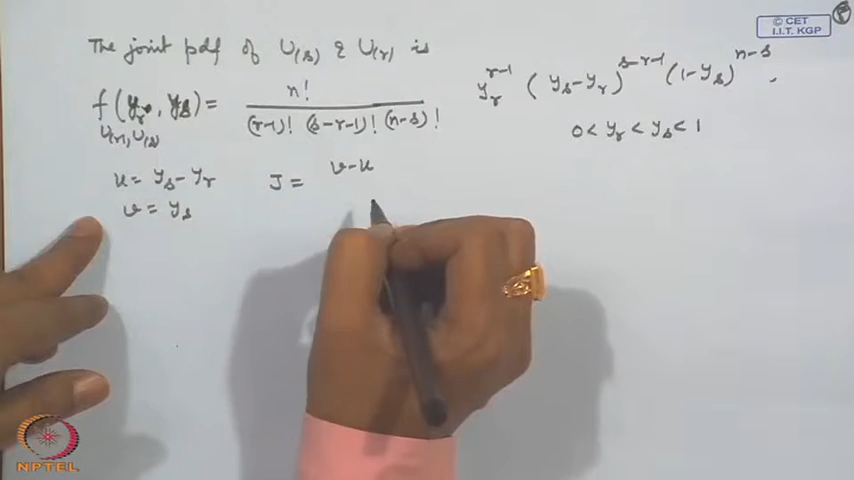 The joint pdf of U(s) & U(r) is
f(yr, ys) = n! / (r-1)! (s-r-1)! (n-s)! yr^{r-1} (ys-yr)^{s-r-1} (1-ys)^{n-s}.
U(r), U(s)
0 < yr < ys < 1
u = ys - yr J = v-u
v = ys
© CET
I.I.T. KGP
NPTEL